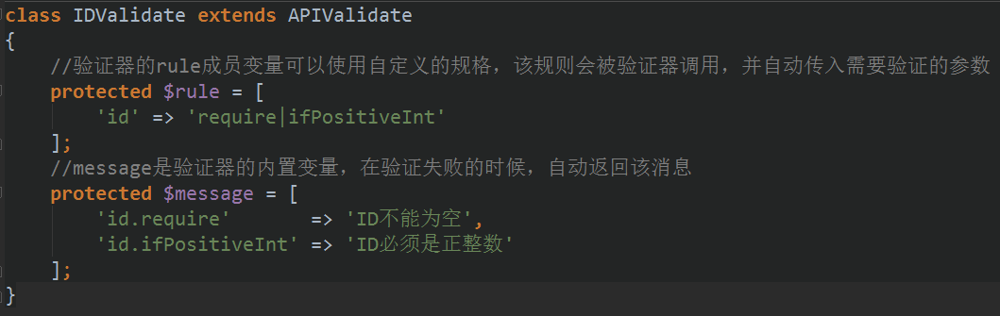 class IDValidate extends APIValidate
{
    //验证器的rule成员变量可以使用自定义的规格，该规则会被验证器调用，并自动传入需要验证的参数
    protected $rule = [
        'id' => 'require|ifPositiveInt'
    ];
    //message是验证器的内置变量，在验证失败的时候，自动返回该消息
    protected $message = [
        'id.require'       => 'ID不能为空',
        'id.ifPositiveInt' => 'ID必须是正整数'
    ];
}